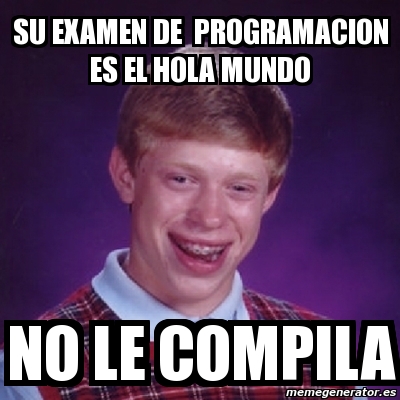 SU EXAMEN DE PROGRAMACION
ES EL HOLA MUNDO
NO LE COMPILA
memegenerator.es